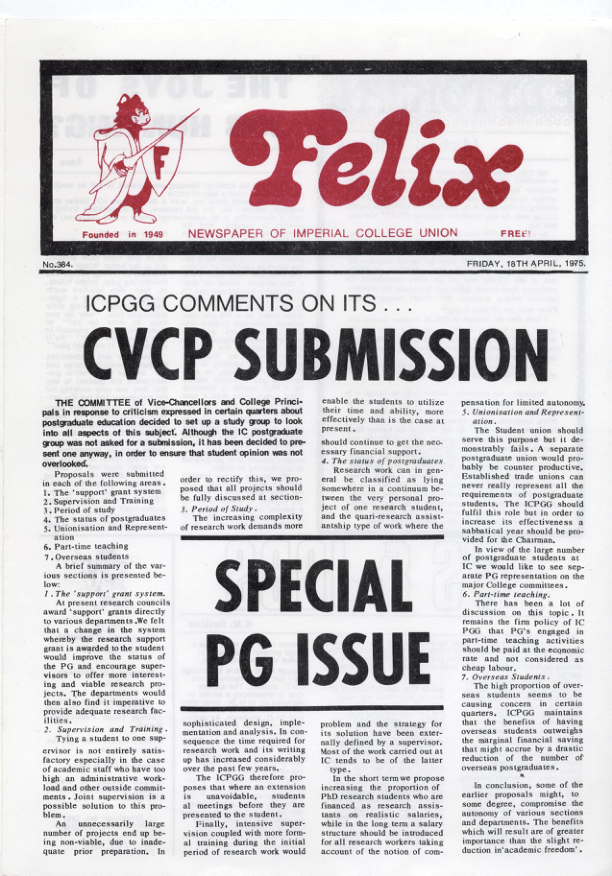 F
Felix
Founded in 1949
NEWSPAPER OF IMPERIAL COLLEGE UNION
FREE!
No.384.
FRIDAY, 18TH APRIL, 1975.
ICPGG COMMENTS ON ITS ...
CVCP SUBMISSION
THE COMMITTEE of Vice-Chancellors and College Princi-
pals in response to criticism expressed in certain quarters about
postgraduate education decided to set up a study group to look
into all aspects of this subject. Although the IC postgraduate
group was not asked for a submission, it has been decided to pre-
sent one anyway, in order to ensure that student opinion was not
overlooked.
Proposals were submitted
in each of the following areas.
1. The 'support' grant system
2. Supervision and Training
3. Period of study
4. The status of postgraduates
5. Unionisation and Represent-
ation
6. Part-time teaching
7. Overseas students
A brief summary of the var-
ious sections is presented be-
low:
1. The 'support' grant system.
At present research councils
award 'support' grants directly
to various departments. We felt
that a change in the system
whereby the research support
grant is awarded to the student
would improve the status of
the PG and encourage super-
visors to offer more interest-
ing and viable research pro-
jects. The departments would
then also find it imperative to
provide adequate research fac-
ilities.
2. Supervision and Training.
Tying a student to one sup-
ervisor is not entirely satis-
factory especially in the case
of academic staff who have too
high an administrative work-
load and other outside commit-
ments. Joint supervision is a
possible solution to this pro-
blem.
An unnecessarily large
number of projects end up be-
ing non-viable, due to inade-
quate prior preparation. In
order to rectify this, we pro-
posed that all projects should
be fully discussed at section-
3. Period of Study.
The increasing complexity
of research work demands more
SPECIAL
PG ISSUE
sophisticated design, imple-
mentation and analysis. In con-
sequence the time required for
research work and its writing
up has increased considerably
over the past few years.
The ICPGG therefore pro-
poses that where an extension
is unavoidable, students
al meetings before they are
presented to the student.
Finally, intensive super-
vision coupled with more form-
al training during the initial
period of research work would
enable the students to utilize
their time and ability, more
effectively than is the case at
present.
should continue to get the nec-
essary financial support.
4. The status of postgraduates
Research work can in gen-
eral be classified as lying
somewhere in a continuum be-
tween the very personal pro-
ject of one research student,
and the quari-research assist-
antship type of work where the
problem and the strategy for
its solution have been exter-
nally defined by a supervisor.
Most of the work carried out at
IC tends to be of the latter
type.
In the short term we propose
increasing the proportion of
PhD research students who are
financed as research assis-
tants on realistic salaries,
while in the long term a salary
structure should be introduced
for all research workers taking
account of the notion of com-
pensation for limited autonomy.
5. Unionisation and Represent-
ation.
The Student union should
serve this purpose but it de-
monstrably fails. A separate
postgraduate union would pro-
bably be counter productive.
Established trade unions can
never really represent all the
requirements of postgraduate
students. The ICPGG should
fulfil this role but in order to
increase its effectiveness a
sabbatical year should be pro-
vided for the Chairman.
In view of the large number
of postgraduate students at
IC we would like to see sep-
arate PG representation on the
major College committees.
6. Part-time teaching.
There has been a lot of
discussion on this topic. It
remains the firm policy of IC
PGG that PG's engaged in
part-time teaching activities
should be paid at the economic
rate and not considered as
cheap labour.
7. Overseas Students.
The high proportion of over-
seas students seems to be
causing concern in certain
quarters. ICPGG maintains
that the benefits of having
overseas students outweighs
the marginal financial saving
that might accrue by a drastic
reduction of the number of
overseas postgraduates.
*
In conclusion, some of the
earlier proposals might, to
some degree, compromise the
autonomy of various sections
and departments. The benefits
which will result are of greater
importance than the slight re-
duction in'academic freedom'.